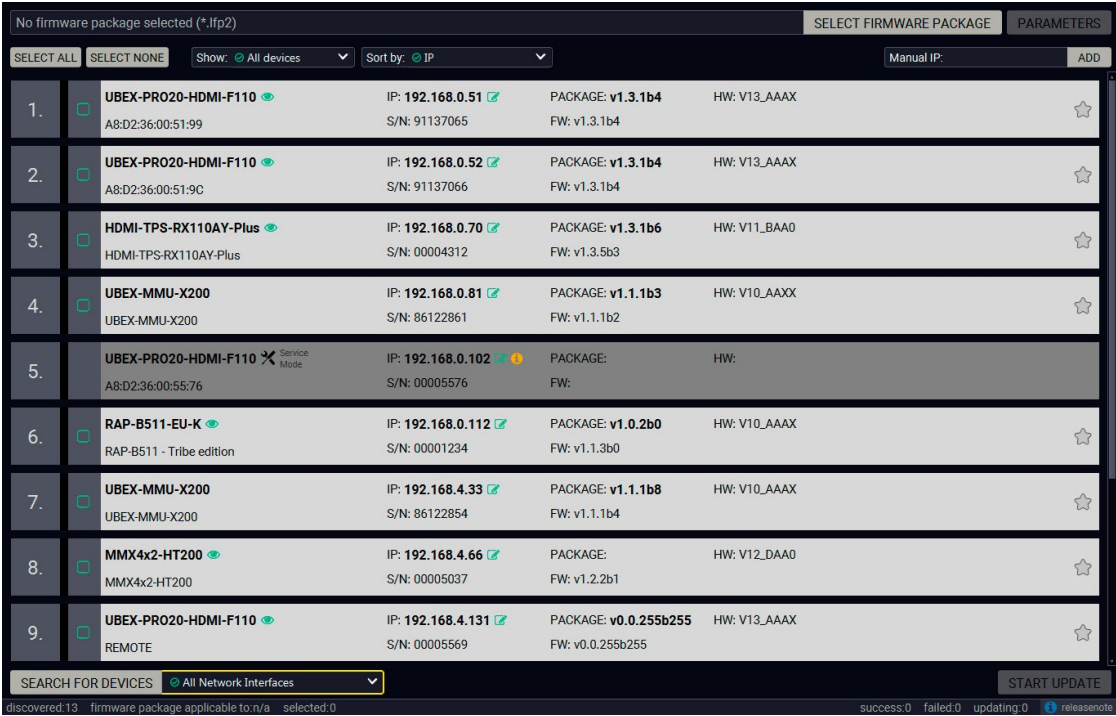 No firmware package selected (*.lfp2) SELECT FIRMWARE PACKAGE PARAMETERS
SELECT ALL SELECT NONE Show: All devices Sort by: IP Manual IP: ADD
1. UBEX-PRO20-HDMI-F110 IP: 192.168.0.51 PACKAGE: v1.3.1b4 HW: V13_AAAX
A8:D2:36:00:51:99 S/N: 91137065 FW: v1.3.1b4
2. UBEX-PRO20-HDMI-F110 IP: 192.168.0.52 PACKAGE: v1.3.1b4 HW: V13_AAAX
A8:D2:36:00:51:9C S/N: 91137066 FW: v1.3.1b4
3. HDMI-TPS-RX110AY-Plus IP: 192.168.0.70 PACKAGE: v1.3.1b6 HW: V11_BAA0
HDMI-TPS-RX110AY-Plus S/N: 00004312 FW: v1.3.5b3
4. UBEX-MMU-X200 IP: 192.168.0.81 PACKAGE: v1.1.1b3 HW: V10_AAXX
UBEX-MMU-X200 S/N: 86122861 FW: v1.1.1b2
5. UBEX-PRO20-HDMI-F110 Service Mode IP: 192.168.0.102 PACKAGE: HW:
A8:D2:36:00:55:76 S/N: 00005576 FW:
6. RAP-B511-EU-K IP: 192.168.0.112 PACKAGE: v1.0.2b0 HW: V10_AAAX
RAP-B511 - Tribe edition S/N: 00001234 FW: v1.1.3b0
7. UBEX-MMU-X200 IP: 192.168.4.33 PACKAGE: v1.1.1b8 HW: V10_AAAX
UBEX-MMU-X200 S/N: 86122854 FW: v1.1.1b4
8. MMX4x2-HT200 IP: 192.168.4.66 PACKAGE: HW: V12_DAA0
MMX4x2-HT200 S/N: 00005037 FW: v1.2.2b1
9. UBEX-PRO20-HDMI-F110 IP: 192.168.4.131 PACKAGE: v0.0.255b255 HW: V13_AAAX
REMOTE S/N: 00005569 FW: v0.0.255b255
SEARCH FOR DEVICES All Network Interfaces START UPDATE
discovered:13 firmware package applicable to:n/a selected:0 success:0 failed:0 updating:0 releasenote